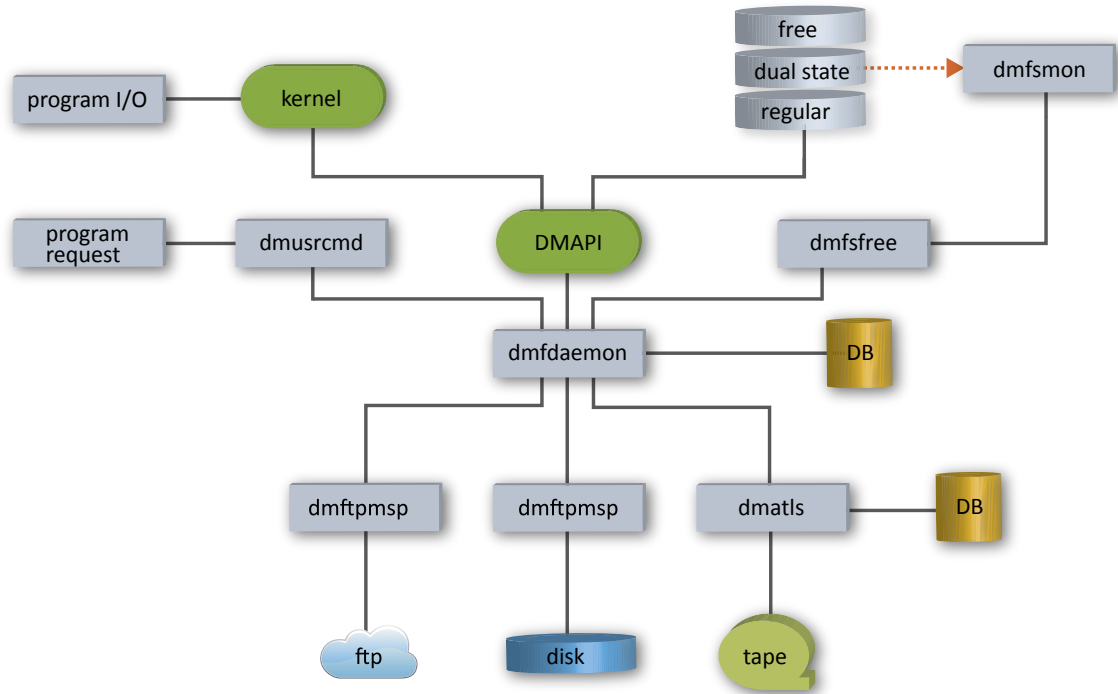 free
dual state
dmfsmon
program I/O
kernel
regular
program
request
dmusrcmd
DMAPI
dmfsfree
dmfdaemon
DB
dmftpmsp
dmftpmsp
dmatls
DB
ftp
disk
tape